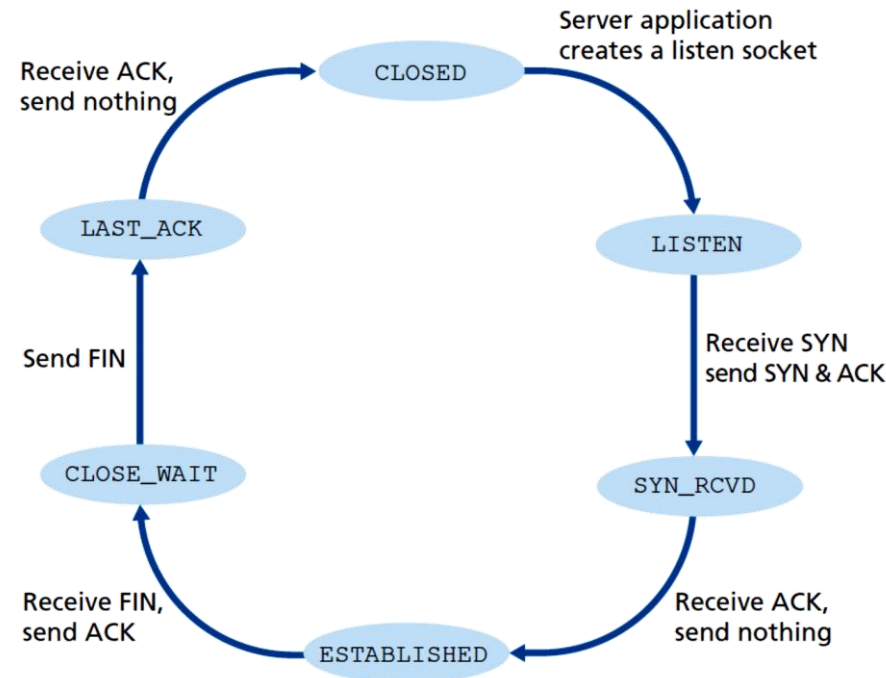 Server application
creates a listen socket
Receive ACK,
send nothing
CLOSED
LAST_ACK
LISTEN
Send FIN
Receive SYN
send SYN & ACK
CLOSE_WAIT
SYN_RCVD
Receive FIN,
send ACK
Receive ACK,
send nothing
ESTABLISHED